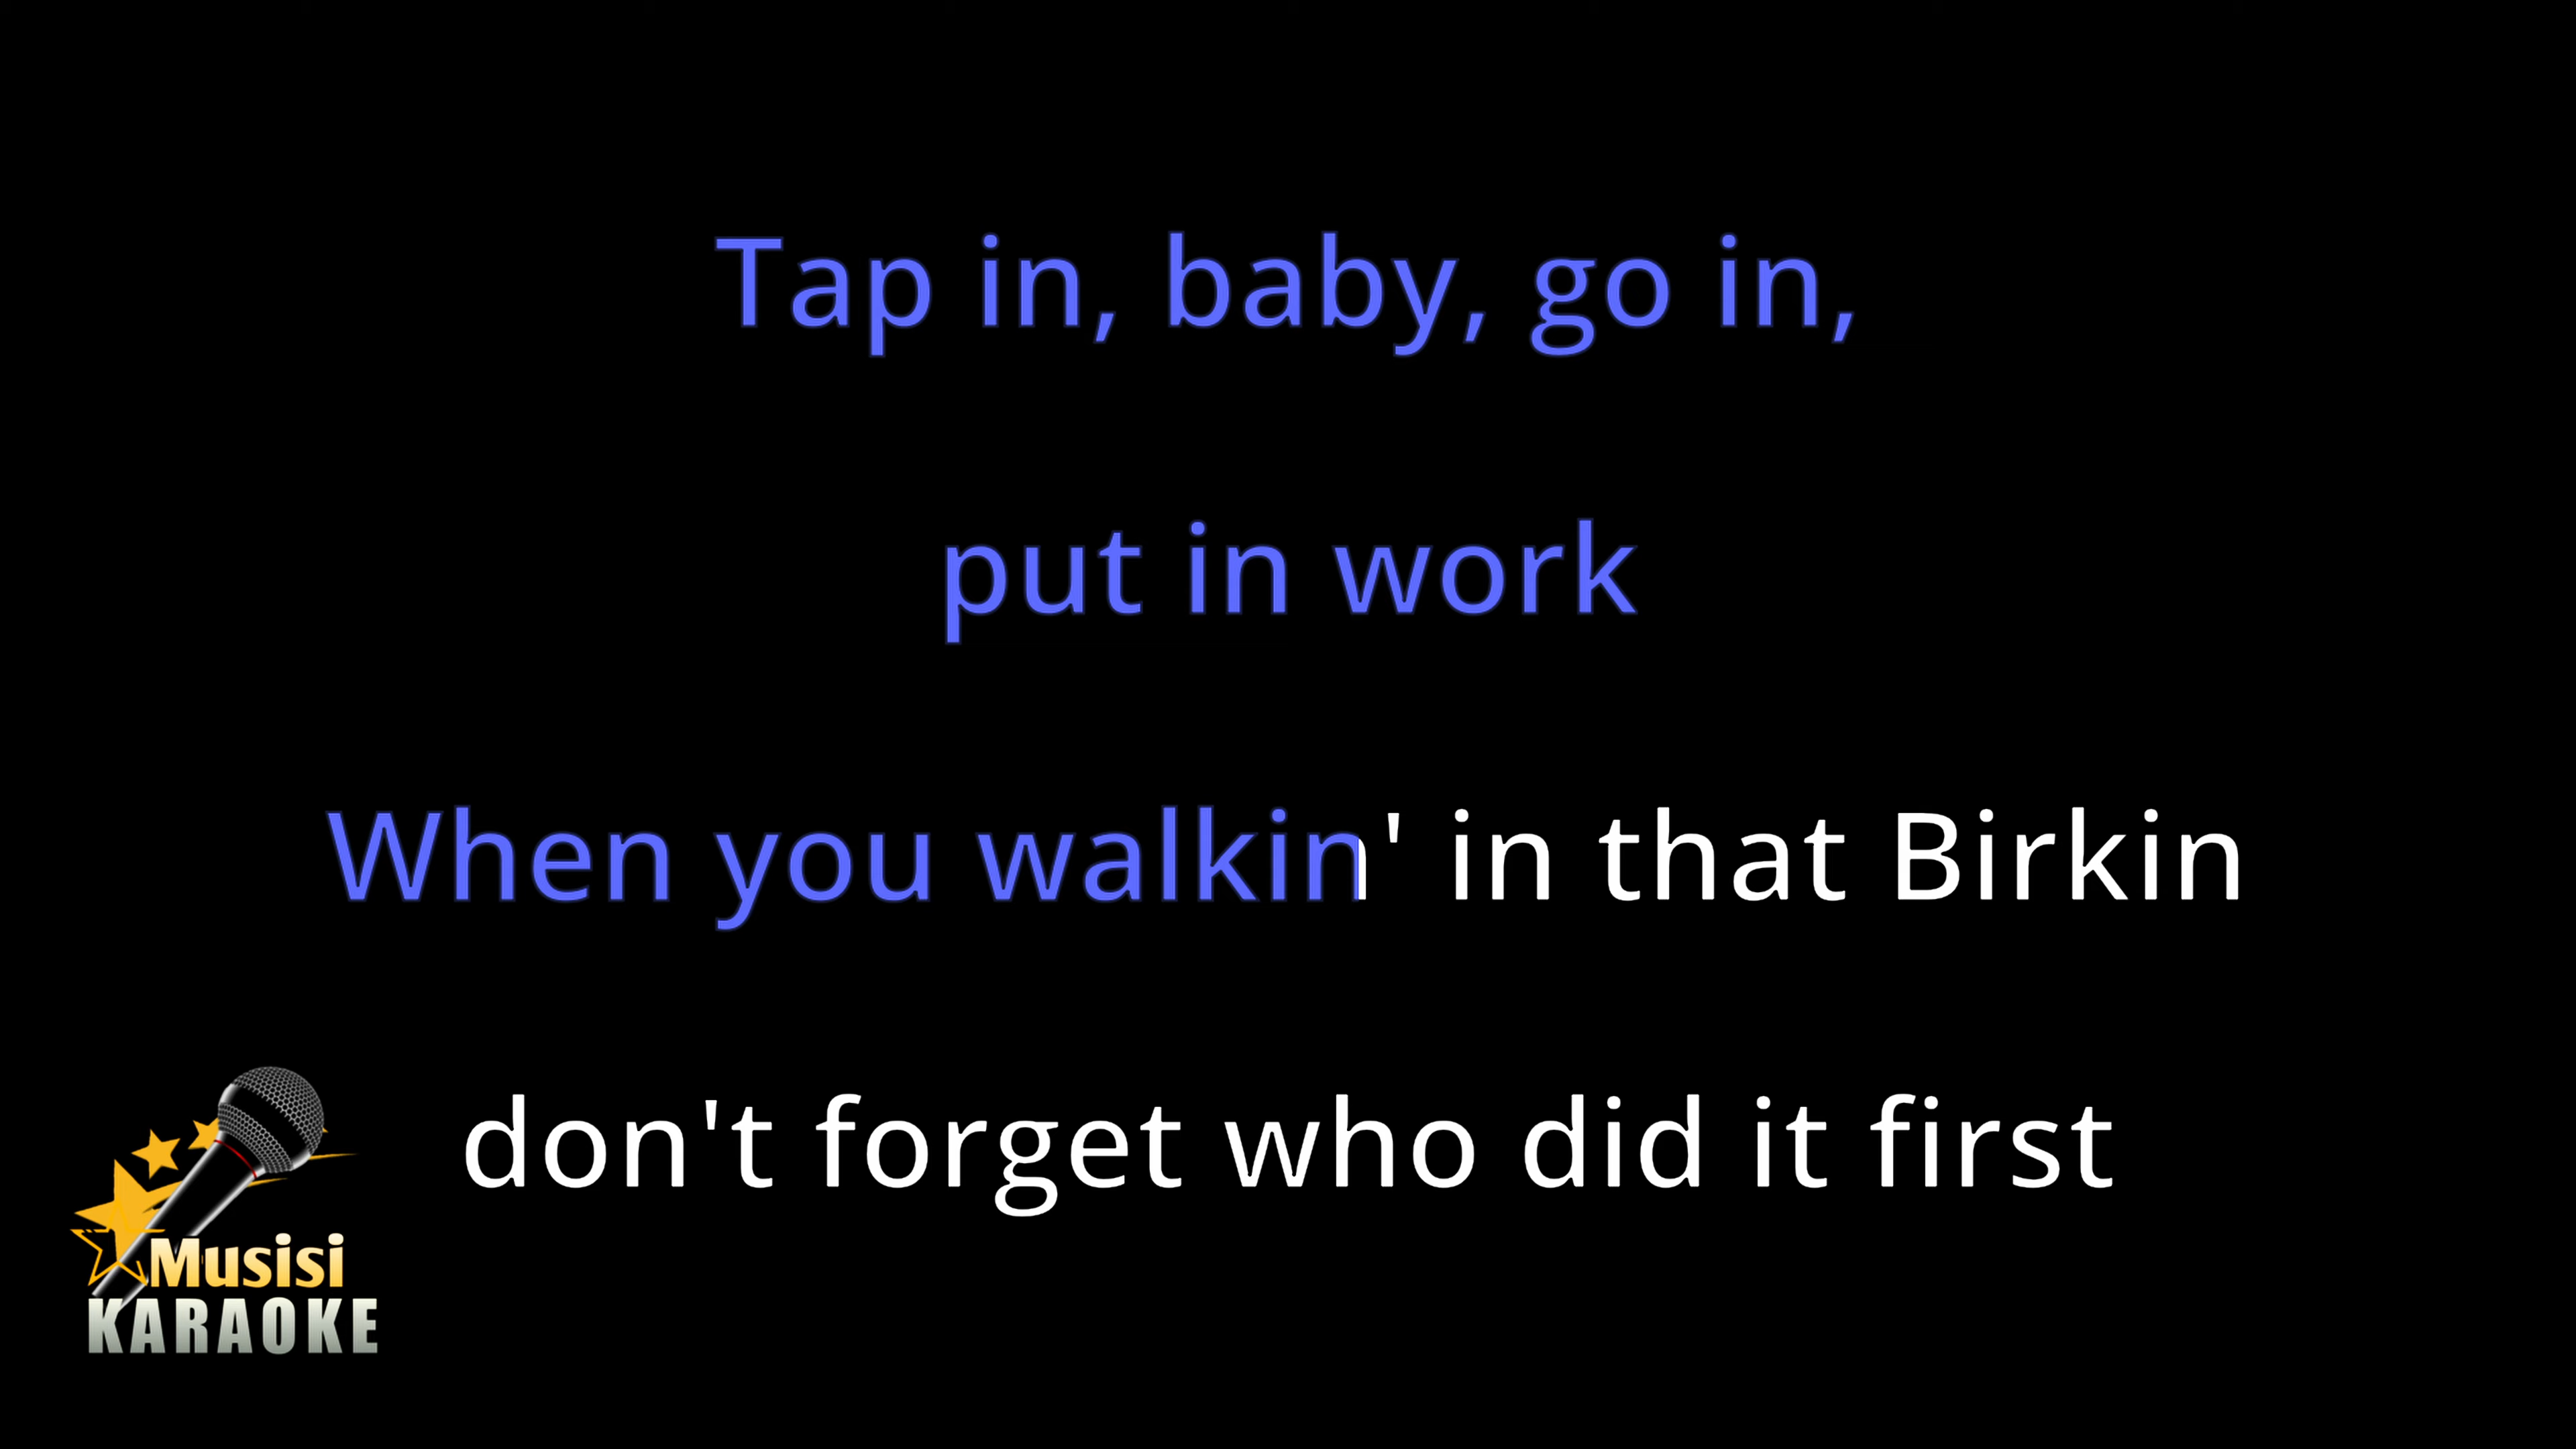 Tap in, baby, go in,
put in work
When you walkin' in that Birkin
don't forget who did it first
Musisi
KARAOKE